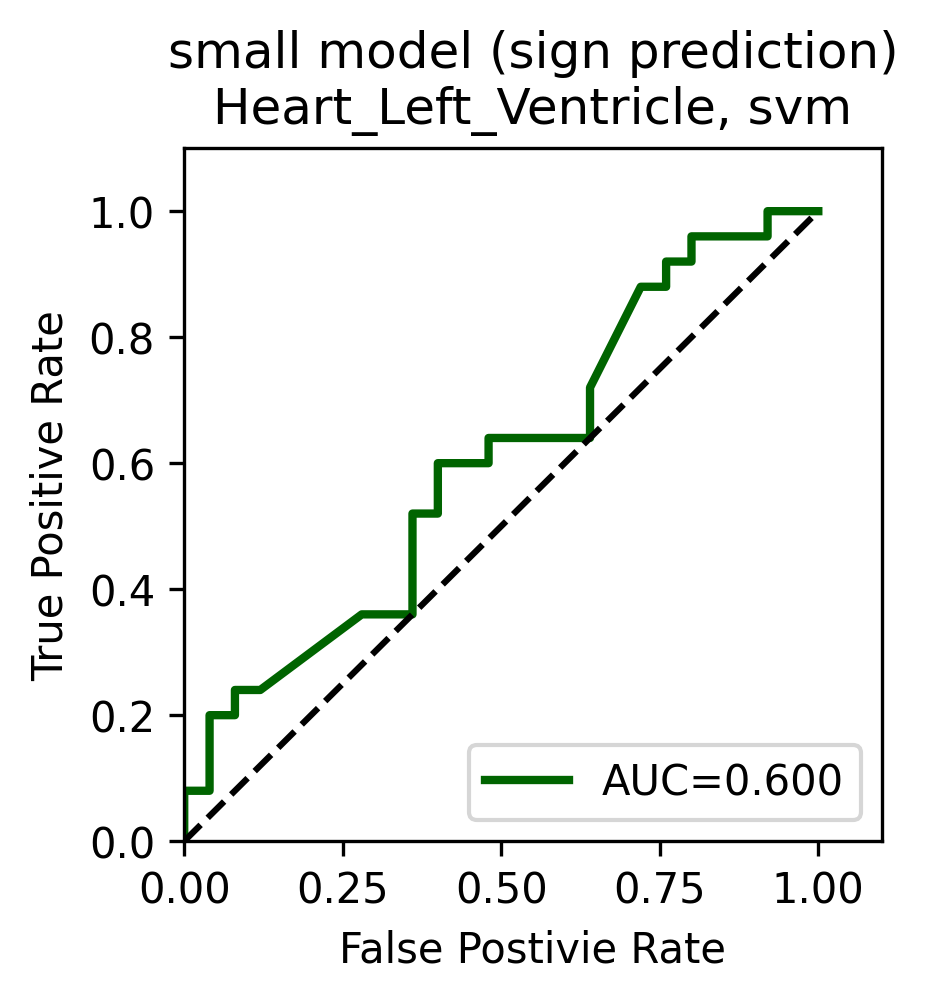 small model (sign prediction)
Heart_Left_Ventricle, svm
True Positive Rate
1.0
0.8
0.6
0.4
0.2
0.0
AUC=0.600
0.00 0.25 0.50 0.75 1.00
False Postivie Rate